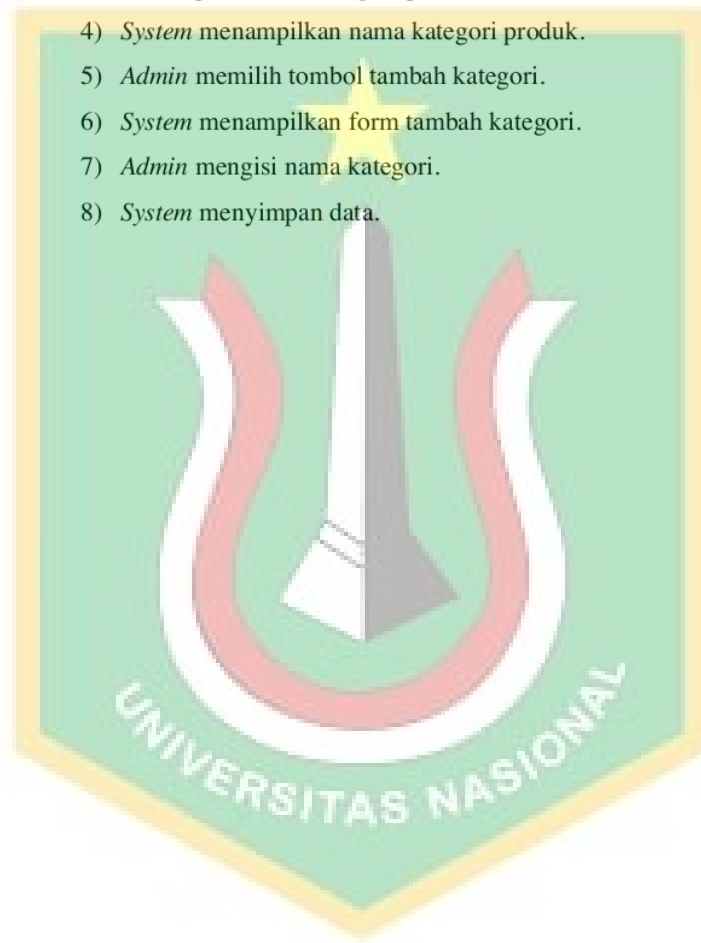 4) System menampilkan nama kategori produk.
5) Admin memilih tombol tambah kategori.
6) System menampilkan form tambah kategori.
7) Admin mengisi nama kategori.
8) System menyimpan data.
UNIVERSITAS NASIONAL